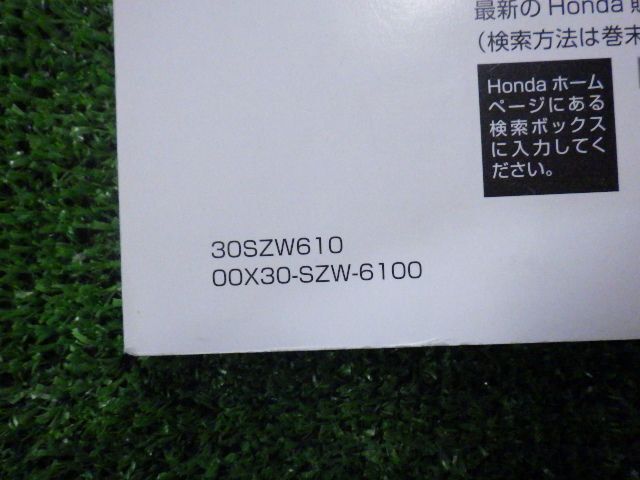 最新の Honda 販
(検索方法は巻末
Honda ホーム
ページにある
検索ボックス
に入力してく
ださい。
30SZW610
00X30-SZW-6100